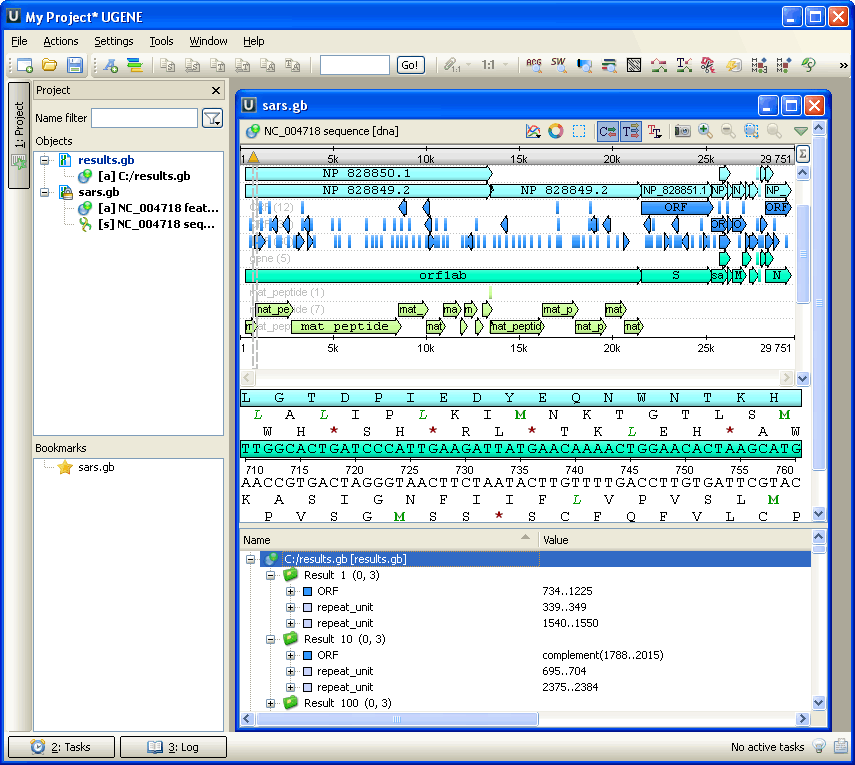 My Project* UGENE
File Actions Settings Tools Window Help
Go! 1:1
Project
Name filter
1: Project
Objects
results.gb
[a] C:/results.gb
sars.gb
[a] NC_004718 feat...
[s] NC_004718 seq...
Bookmarks
sars.gb
sars.gb
NC_004718 sequence [dna]
1 5k 10k 15k 20k 25k 29 751
NP 828850.1
NP 828849.2 NP 828849.2 NP_828851.1 NP N NP_
(12) ORF ORF
gene (5)
orf1ab S sa M N
mat_peptide (1)
mat_pe ide (7) mat_ ma m mat_p mat_
m at_pep mat peptide mat_ mat_peptid mat_p mat_
1 5k 10k 15k 20k 25k 29 751
L G T D P I E D Y E Q N W N T K H
L A L I P L K I M N K T G T L S M
W H * S H * R L * T K L E H * A W
TTGGCACTGATCCCATTGAAGATTATGAACAAAACTGGAACACTAAGCATG
710 715 720 725 730 735 740 745 750 755 760
AACCGTGACTAGGGTAACTTCTAATACTTGTTTTGACCTTGTGATTCGTAC
K A S I G N F I I F L V P V S L M
P V S G M S S * S C F Q F V L C P
Name Value
C:/results.gb [results.gb]
Result 1 (0, 3)
ORF 734..1225
repeat_unit 339..349
repeat_unit 1540..1550
Result 10 (0, 3)
ORF complement(1788..2015)
repeat_unit 695..704
repeat_unit 2375..2384
Result 100 (0, 3)
2: Tasks 3: Log No active tasks